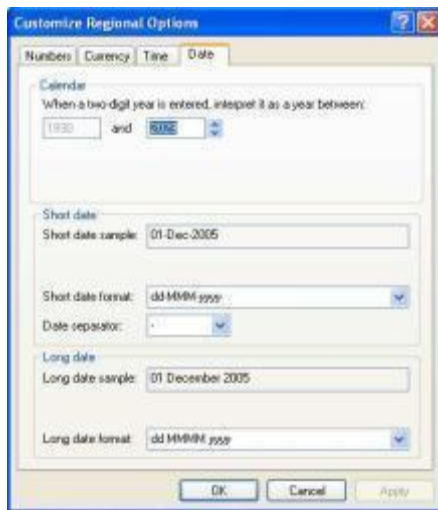 Customize Regional Options
Numbers Currency Time Date
Calendar
When a two-digit year is entered, interpret it as a year between:
1930 and
Short date
Short date sample: 01-Dec-2005
Short date format: dd-MMM-yyyy
Date separator: -
Long date
Long date sample: 01 December 2005
Long date format: dd MMMM yyyy
OK Cancel Apply